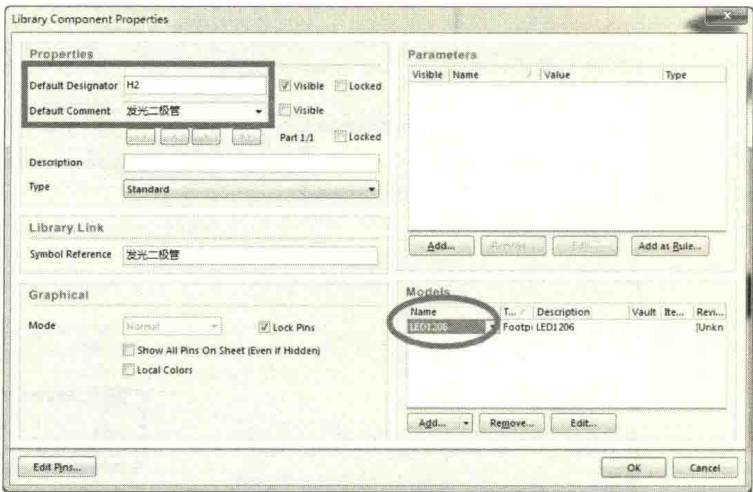 Library Component Properties
Properties
Default Designator H2 Visible Locked
Default Comment 发光二极管 Visible
Part 1/1 Locked
Description
Type Standard
Library Link
Symbol Reference 发光二极管
Graphical
Mode Normal Lock Pins
Show All Pins On Sheet (Even if Hidden)
Local Colors
Parameters
Visible Name Value Type
Add... Remove... Edit... Add as Rule...
Models
Name T... Description Vault Ite... Revi...
LED1206 Footpi LED1206 [Unkn
Add... Remove... Edit...
Edit Pins... OK Cancel